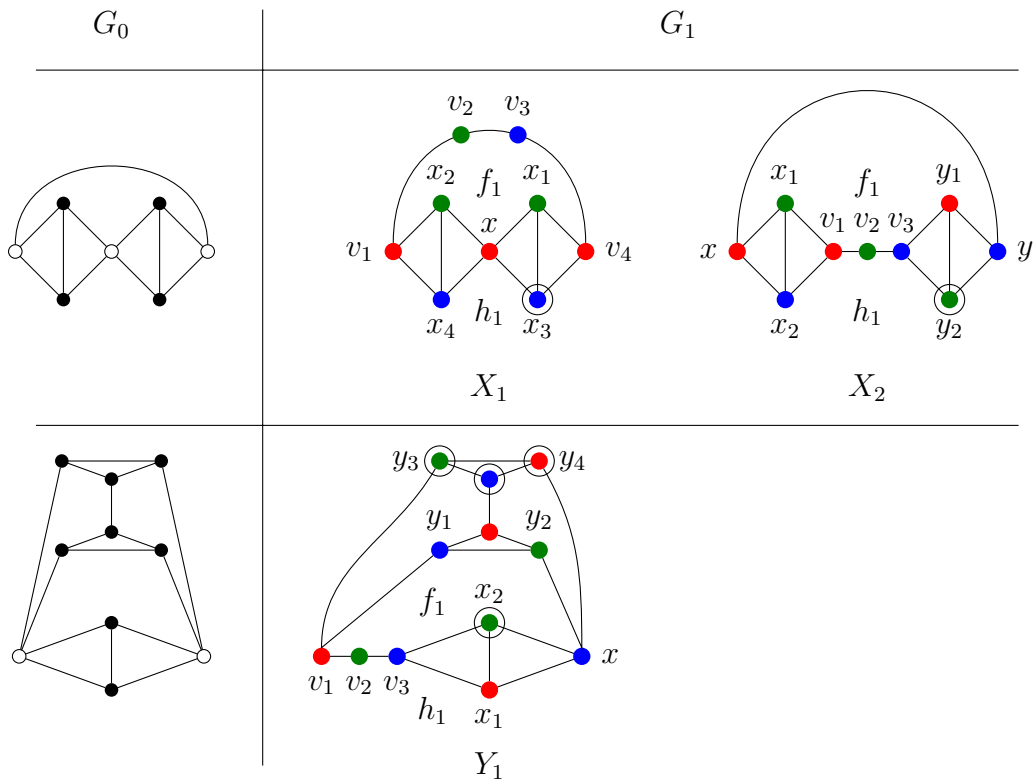 G₀ G₁
v₂ v₃
x₂ f₁ x₁ x₁ f₁ y₁
v₁ x v₄ x v₁ v₂ v₃ y
x₄ h₁ x₃ x₂ h₁ y₂
X₁ X₂
y₃ y₄
y₁ y₂
f₁ x₂
x
v₁ v₂ v₃ h₁ x₁
Y₁